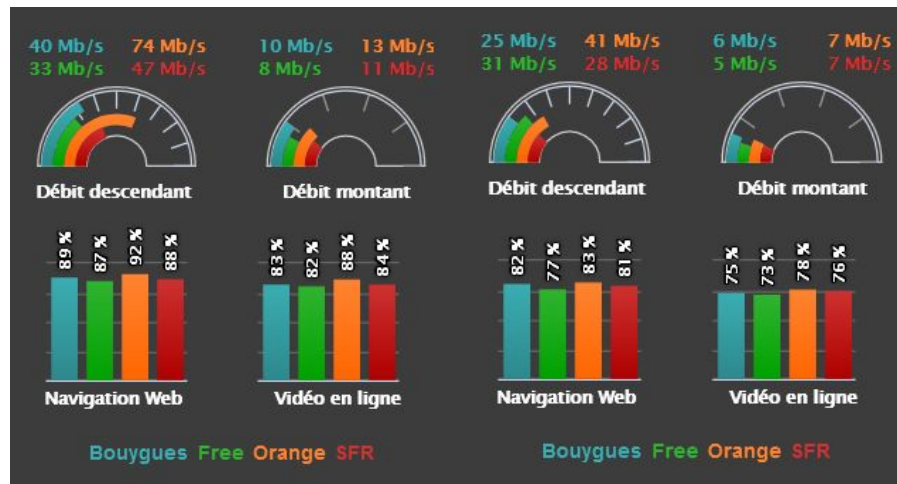 40 Mb/s 74 Mb/s
33 Mb/s 47 Mb/s
Débit descendant
10 Mb/s 13 Mb/s
8 Mb/s 11 Mb/s
Débit montant
89 % 87 % 92 % 88 %
Navigation Web
83 % 82 % 88 % 84 %
Vidéo en ligne
Bouygues Free Orange SFR
25 Mb/s 41 Mb/s
31 Mb/s 28 Mb/s
Débit descendant
6 Mb/s 7 Mb/s
5 Mb/s 7 Mb/s
Débit montant
82 % 77 % 83 % 81 %
Navigation Web
75 % 73 % 78 % 76 %
Vidéo en ligne
Bouygues Free Orange SFR